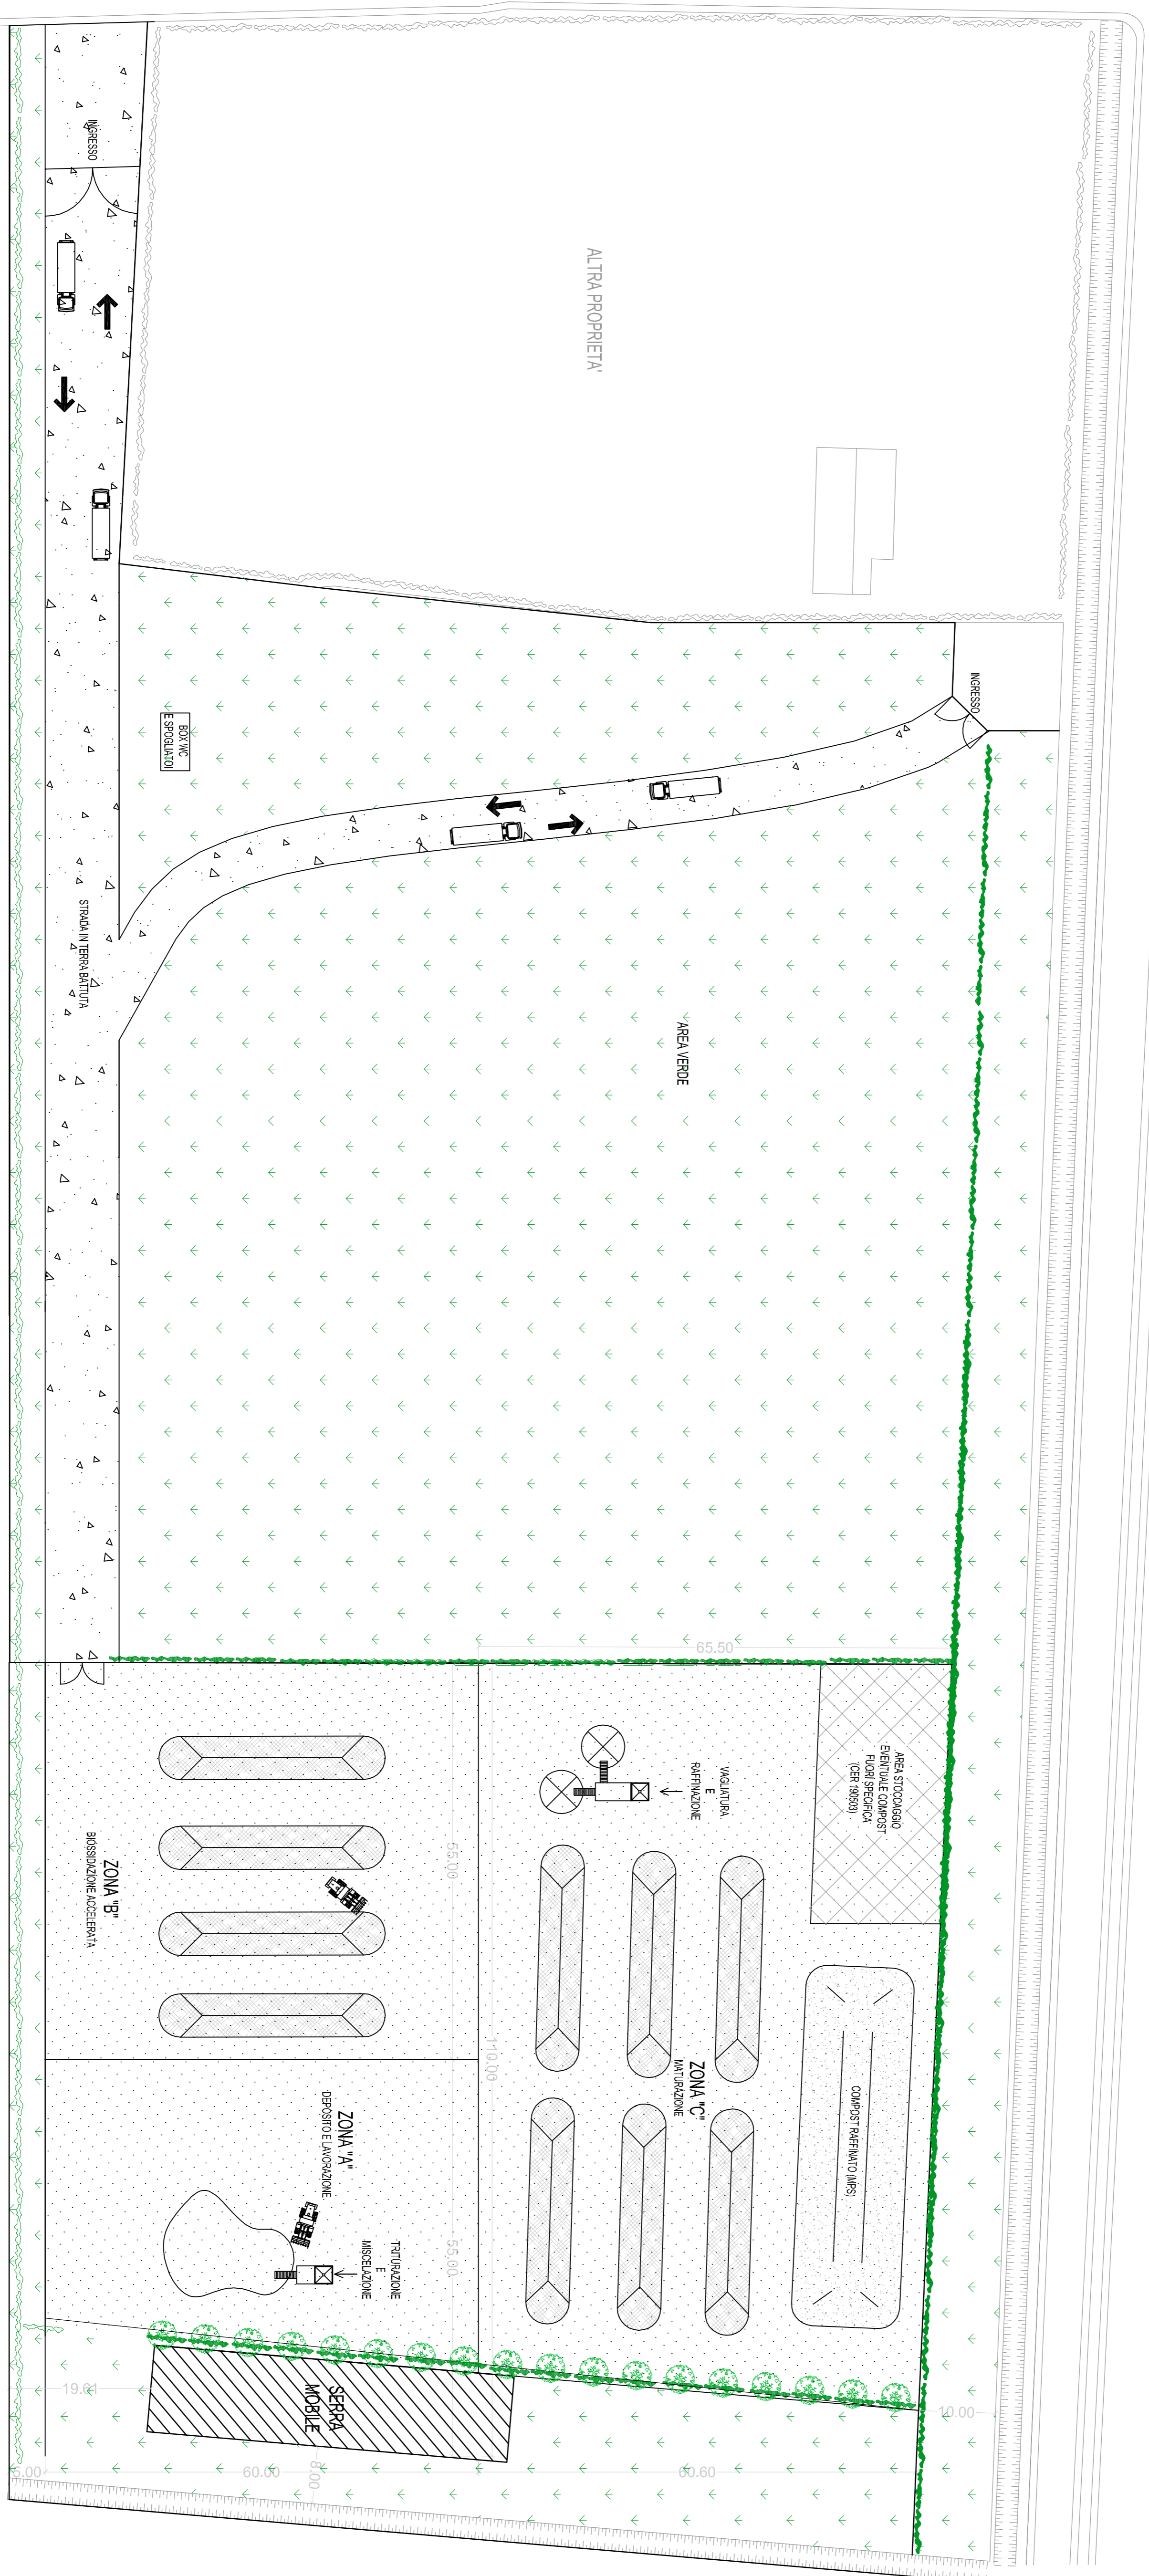 INGRESSO
ALTRA PROPRIETA'
INGRESSO
BOX WC
E SPOGLIATOI
STRADA IN TERRA BATTUTA
AREA VERDE
65.50
AREA STOCCAGGIO
EVENTUALE COMPOST
FUORI SPECIFICA
(CER 190503)
VAGLIATURA
E
RAFFINAZIONE
ZONA "B"
BIOSSIDAZIONE ACCELERATA
55.00
110.00
ZONA "C"
MATURAZIONE
COMPOST RAFFINATO (MPS)
ZONA "A"
DEPOSITO E LAVORAZIONE
TRITURAZIONE
E
MISCELAZIONE
55.00
SERRA
MOBILE
19.61
10.00
5.00
60.00
8.00
60.60